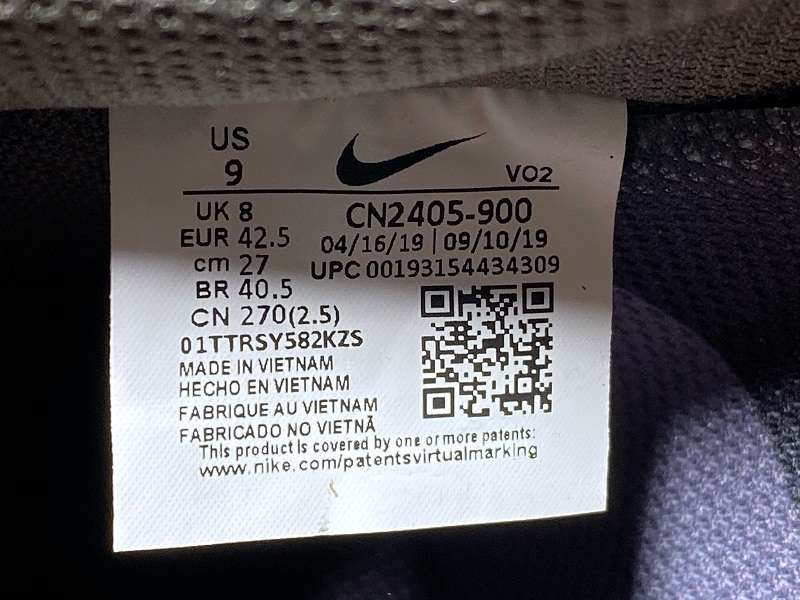 US
9
VO2
UK 8
EUR 42.5
cm 27
BR 40.5
CN 270(2.5)
CN2405-900
04/16/19 | 09/10/19
UPC 00193154434309
01TTRSY582KZS
MADE IN VIETNAM
HECHO EN VIETNAM
FABRIQUE AU VIETNAM
FABRICADO NO VIETNÃ
This product is covered by one or more patents:
www.nike.com/patentsvirtualmarking